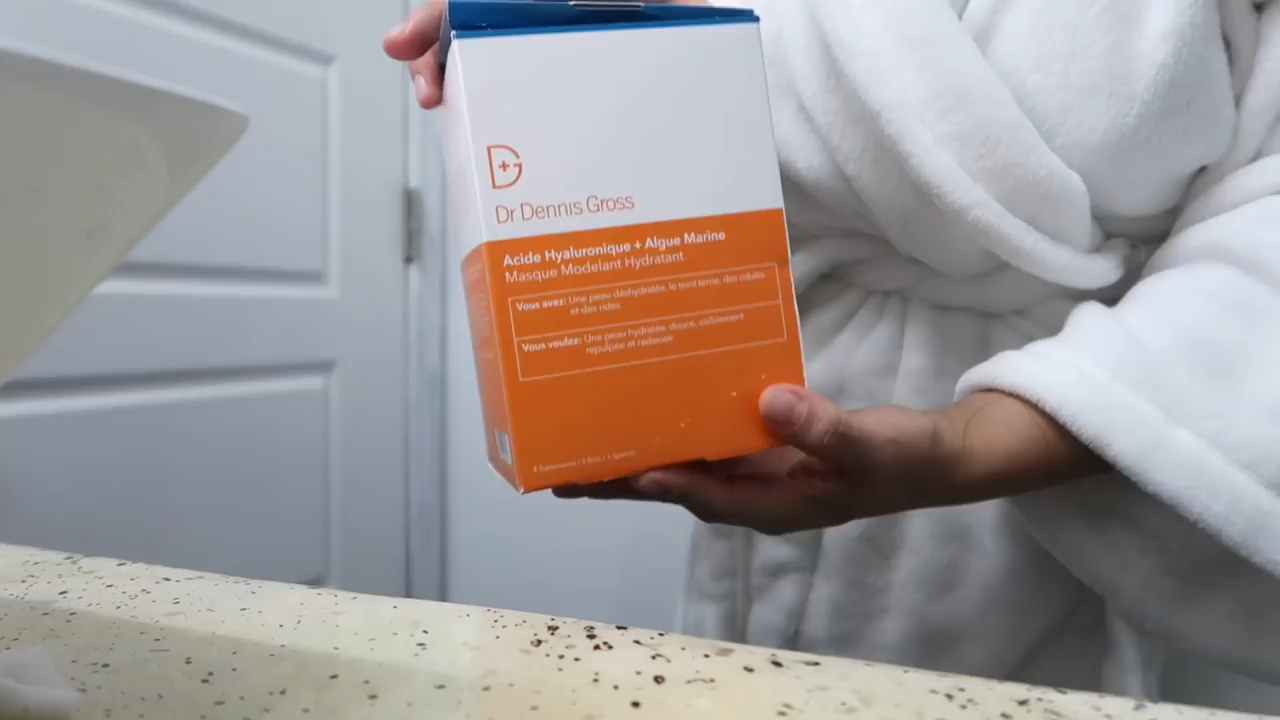 Dr Dennis Gross
Acide Hyaluronique + Algue Marine
Masque Modelant Hydratant
Vous avez: Une peau déshydratée, le teint terne, des ridules
et des rides
Vous voulez: Une peau hydratée, douce, visiblement
repulpée et radieuse